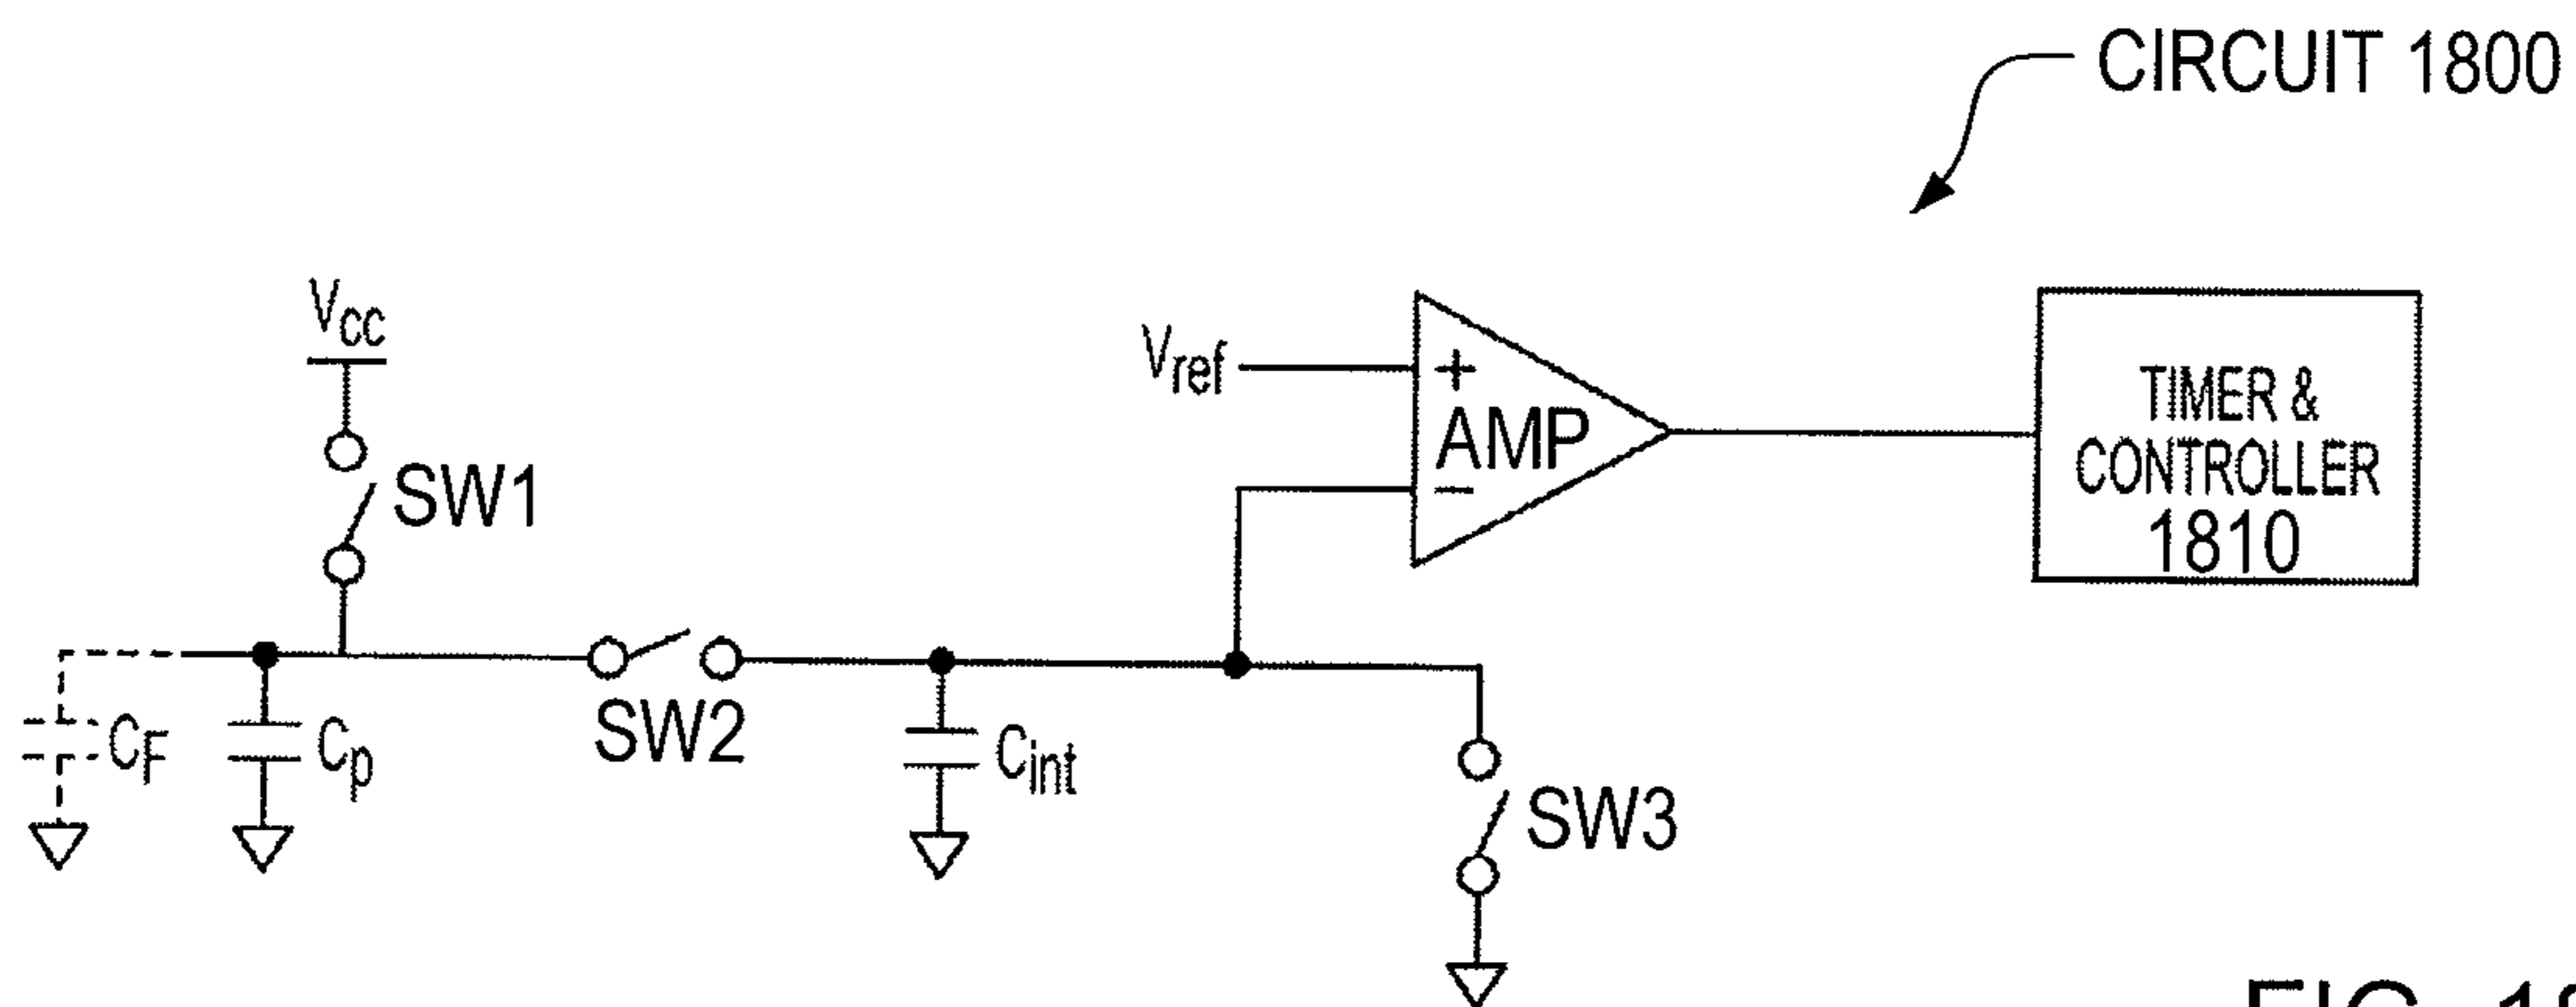 CIRCUIT 1800
Vcc
SW1
Vref
+
AMP
−
TIMER &
CONTROLLER
1810
CF
Cp
SW2
Cint
SW3